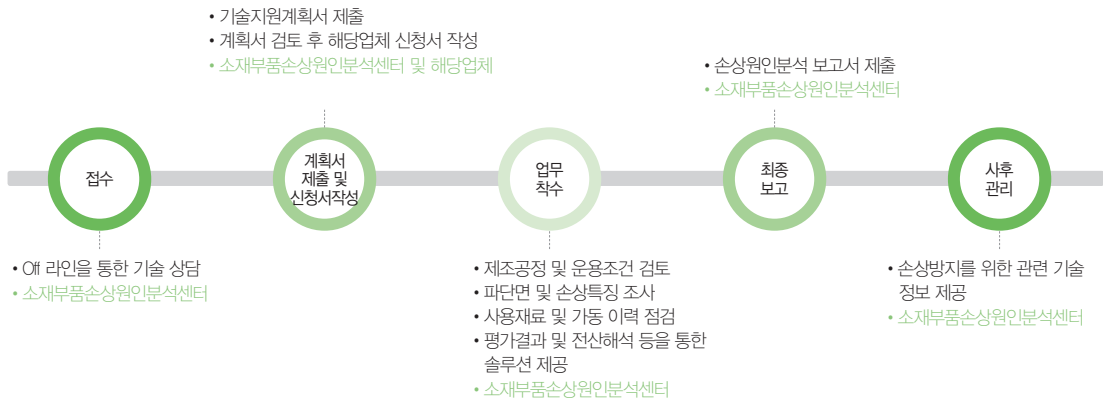 • 기술지원계획서 제출
• 계획서 검토 후 해당업체 신청서 작성
• 소재부품손상원인분석센터 및 해당업체
• 손상원인분석 보고서 제출
• 소재부품손상원인분석센터
접수
계획서
제출 및
신청서작성
업무
착수
최종
보고
사후
관리
• Off 라인을 통한 기술 상담
• 소재부품손상원인분석센터
• 제조공정 및 운용조건 검토
• 파단면 및 손상특징 조사
• 사용재료 및 가동 이력 점검
• 평가결과 및 전산해석 등을 통한
솔루션 제공
• 소재부품손상원인분석센터
• 손상방지를 위한 관련 기술
정보 제공
• 소재부품손상원인분석센터